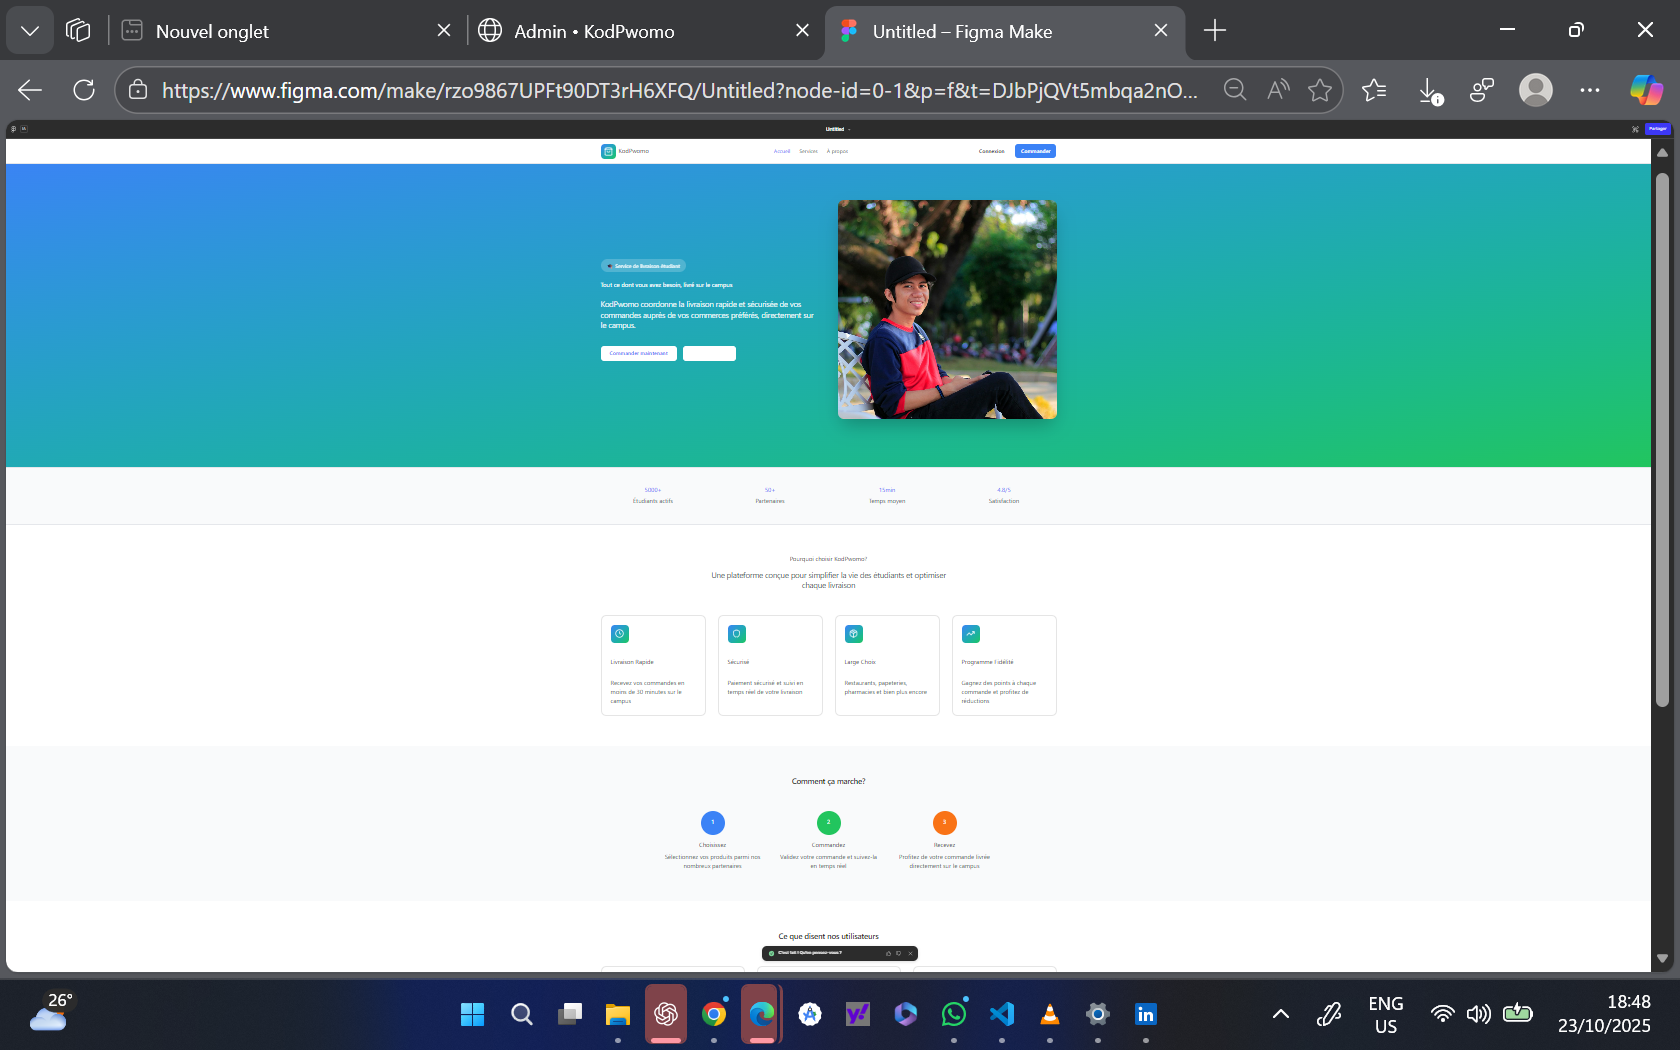 Nouvel onglet
Admin • KodPwomo
Untitled – Figma Make
https://www.figma.com/make/rzo9867UPFt90DT3rH6XFQ/Untitled?node-id=0-1&p=f&t=DJbPjQVt5mbqa2nO...
Untitled
Partager
KodPwomo
Accueil
Services
À propos
Connexion
Commander
Service de livraison étudiant
Tout ce dont vous avez besoin, livré sur le campus
KodPwomo coordonne la livraison rapide et sécurisée de vos
commandes auprès de vos commerces préférés, directement sur
le campus.
Commander maintenant
5000+
Étudiants actifs
50+
Partenaires
15min
Temps moyen
4.8/5
Satisfaction
Pourquoi choisir KodPwomo?
Une plateforme conçue pour simplifier la vie des étudiants et optimiser
chaque livraison
Livraison Rapide
Recevez vos commandes en
moins de 30 minutes sur le
campus
Sécurisé
Paiement sécurisé et suivi en
temps réel de votre livraison
Large Choix
Restaurants, papeteries,
pharmacies et bien plus encore
Programme Fidélité
Gagnez des points à chaque
commande et profitez de
réductions
Comment ça marche?
1
Choisissez
Sélectionnez vos produits parmi nos
nombreux partenaires
2
Commandez
Validez votre commande et suivez-la
en temps réel
3
Recevez
Profitez de votre commande livrée
directement sur le campus
Ce que disent nos utilisateurs
C'est fait ! Qu'en pensez-vous ?
26°
ENG
US
18:48
23/10/2025